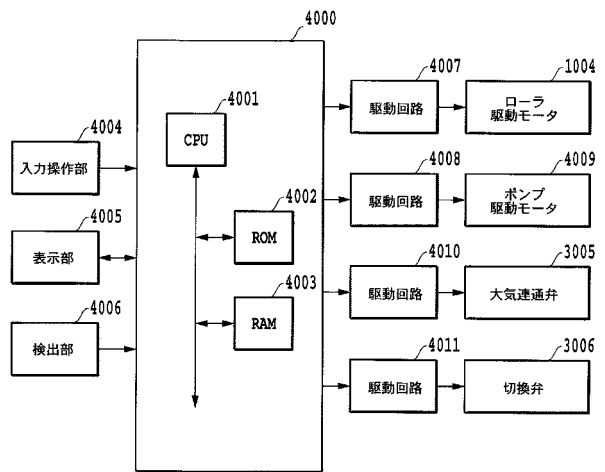 4000
4001
CPU
4002
ROM
4003
RAM
4004
入力操作部
4005
表示部
4006
検出部
4007
駆動回路
1004
ローラ
駆動モータ
4008
駆動回路
4009
ポンプ
駆動モータ
4010
駆動回路
3005
大気連通弁
4011
駆動回路
3006
切換弁